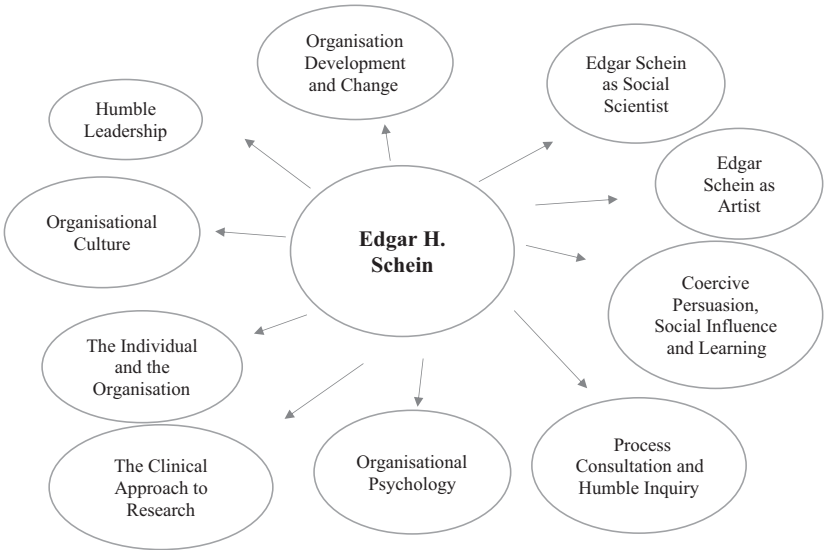 Organisation
Development
and Change
Edgar Schein
as Social
Scientist
Humble
Leadership
Edgar
Schein as
Artist
Organisational
Culture
Edgar H.
Schein
Coercive
Persuasion,
Social Influence
and Learning
The Individual
and the
Organisation
Process
Consultation and
Humble Inquiry
Organisational
Psychology
The Clinical
Approach to
Research